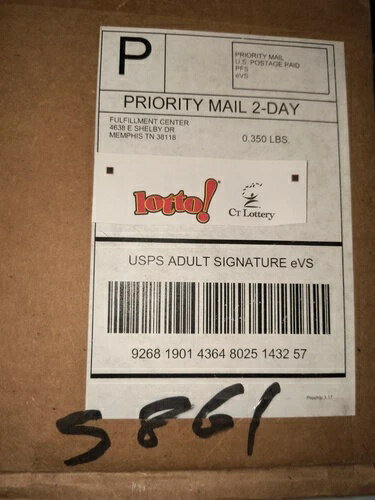 P
PRIORITY MAIL
U.S. POSTAGE PAID
PFS
eVS
PRIORITY MAIL 2-DAY
FULFILLMENT CENTER
4638 E SHELBY DR
MEMPHIS TN 38118
0.350 LBS.
lotto!
CT Lottery
USPS ADULT SIGNATURE eVS
9268 1901 4364 8025 1432 57
S861